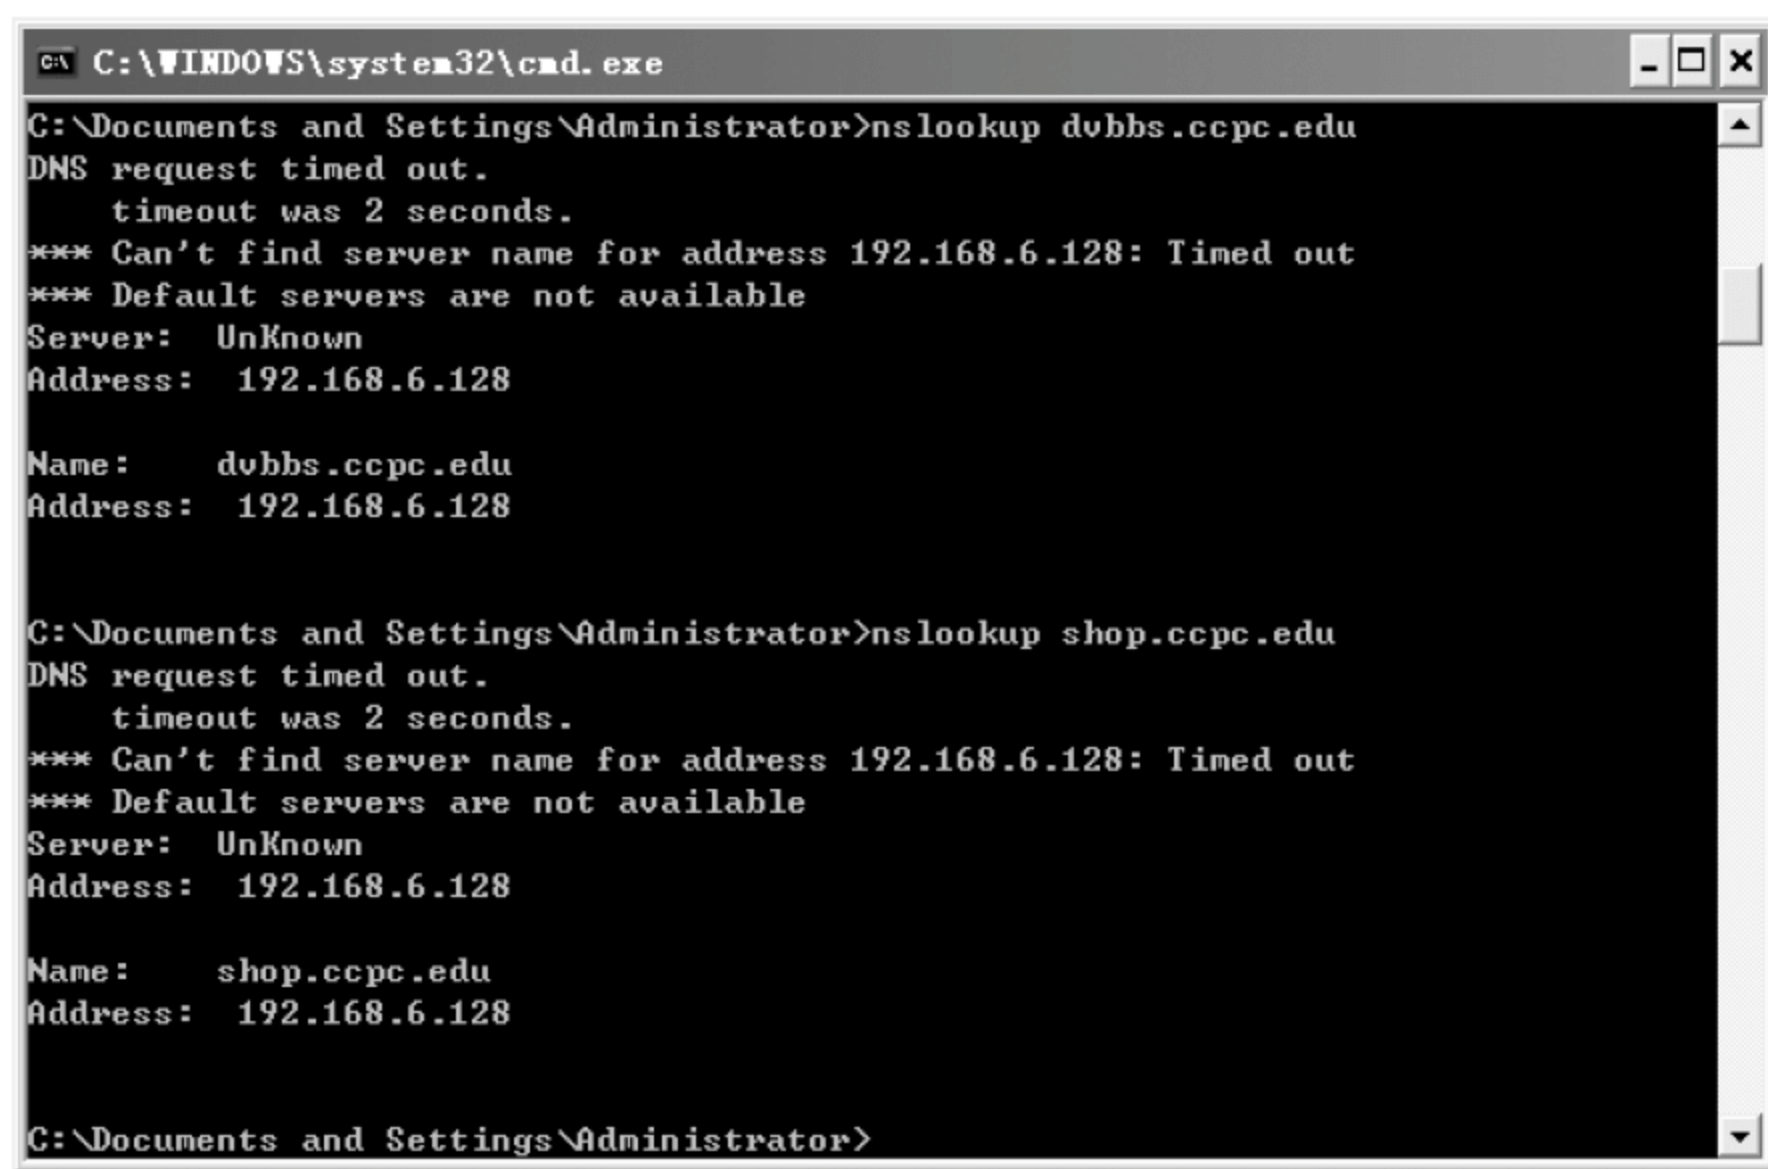 C:\WINDOWS\system32\cmd.exe
C:\Documents and Settings\Administrator>nslookup dvbbs.ccpc.edu
DNS request timed out.
    timeout was 2 seconds.
*** Can't find server name for address 192.168.6.128: Timed out
*** Default servers are not available
Server:  UnKnown
Address:  192.168.6.128

Name:    dvbbs.ccpc.edu
Address:  192.168.6.128

C:\Documents and Settings\Administrator>nslookup shop.ccpc.edu
DNS request timed out.
    timeout was 2 seconds.
*** Can't find server name for address 192.168.6.128: Timed out
*** Default servers are not available
Server:  UnKnown
Address:  192.168.6.128

Name:    shop.ccpc.edu
Address:  192.168.6.128

C:\Documents and Settings\Administrator>